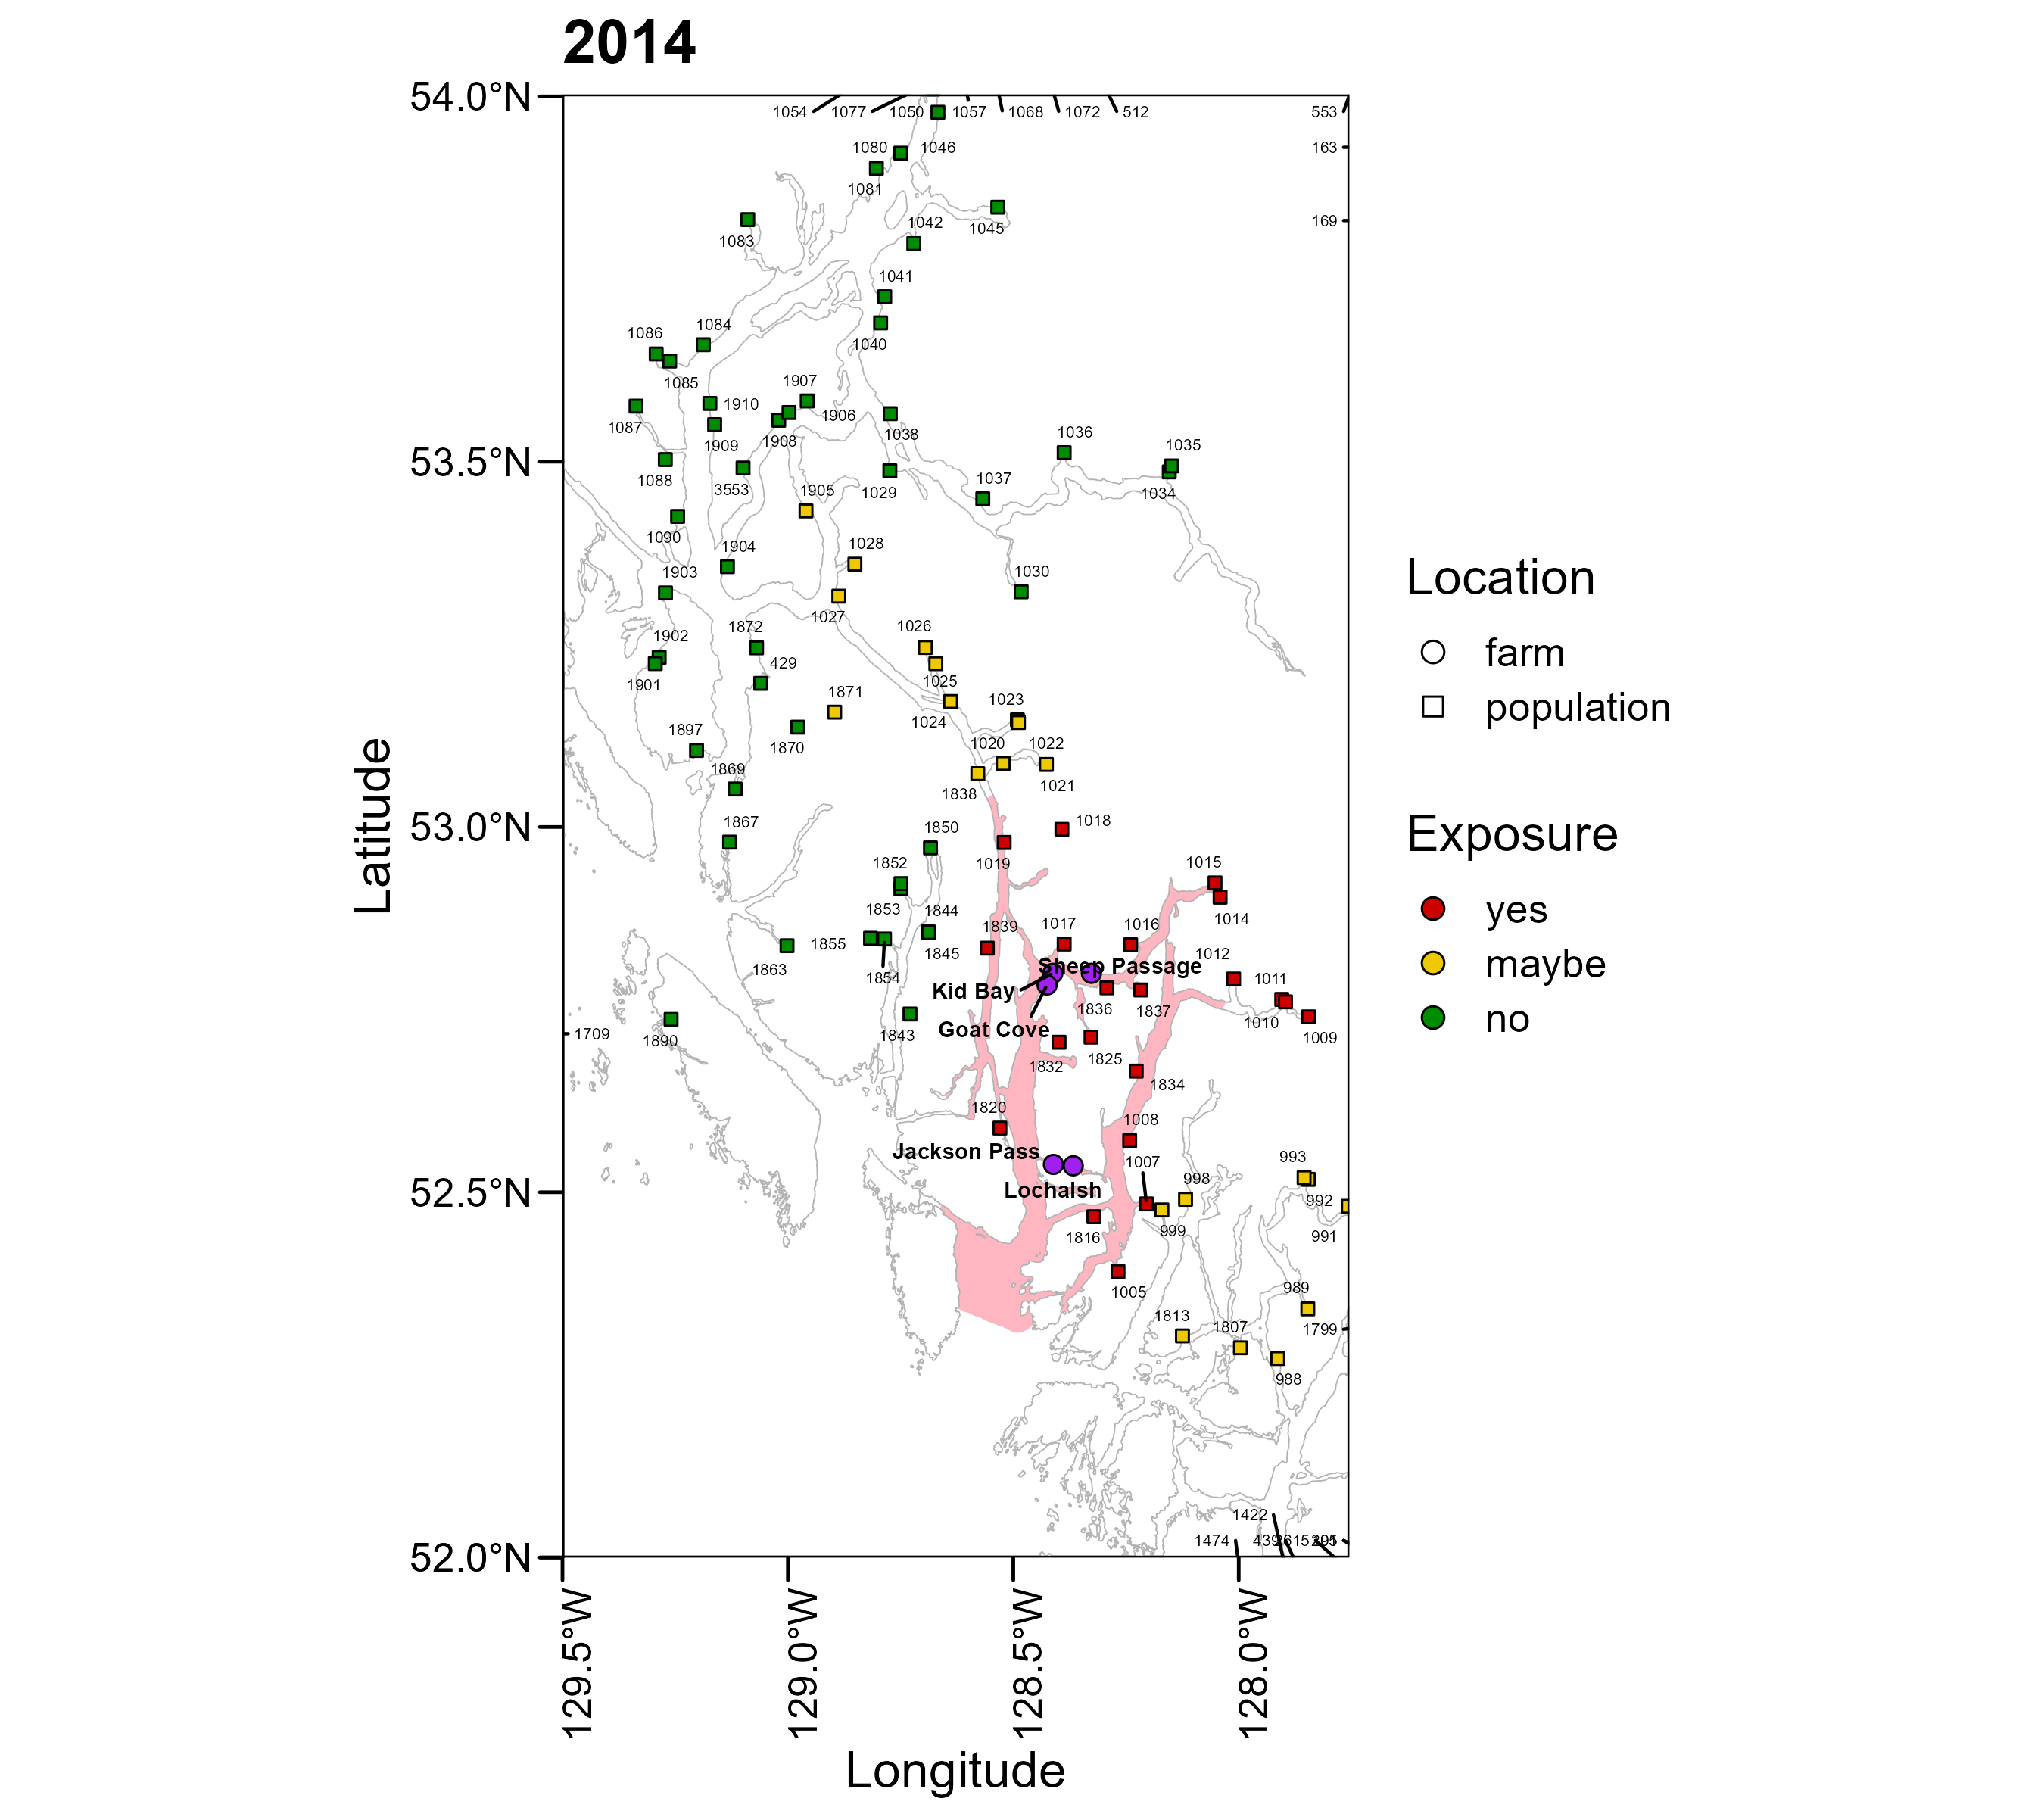 2014
54.0°N
1054 1077 1050 1057 1068 1072 512 553
1080 1046 163
1081
1042 1045 169
1083
1041
1084
1086 1040
1085 1907
1910 1906
1087 1909 1908 1038 1036 1035
53.5°N
1088 3553 1905 1029 1037 1034
1090 1904 1028
1903 1030
1027
1902 1872 1026
429
1901 1025
1871 1023
1897 1870 1024
1020 1022
1869 1021
1838
53.0°N
1867 1850 1018
1852 1019 1015
1853 1844 1014
1839 1017 1016
1855 1845 1012
1863 1854 Sheep Passage 1011
Kid Bay
1836 1837 1010
Goat Cove
1709 1890 1843 1009
1832 1825
1834
1820 1008
Jackson Pass 1007 993
52.5°N
Lochalsh 998 992
1816 999 991
1005 989
1813 1807 1799
988
1422
1474 439
52.0°N
129.5°W
129.0°W
128.5°W
128.0°W
Longitude
Latitude
Location
farm
population
Exposure
yes
maybe
no